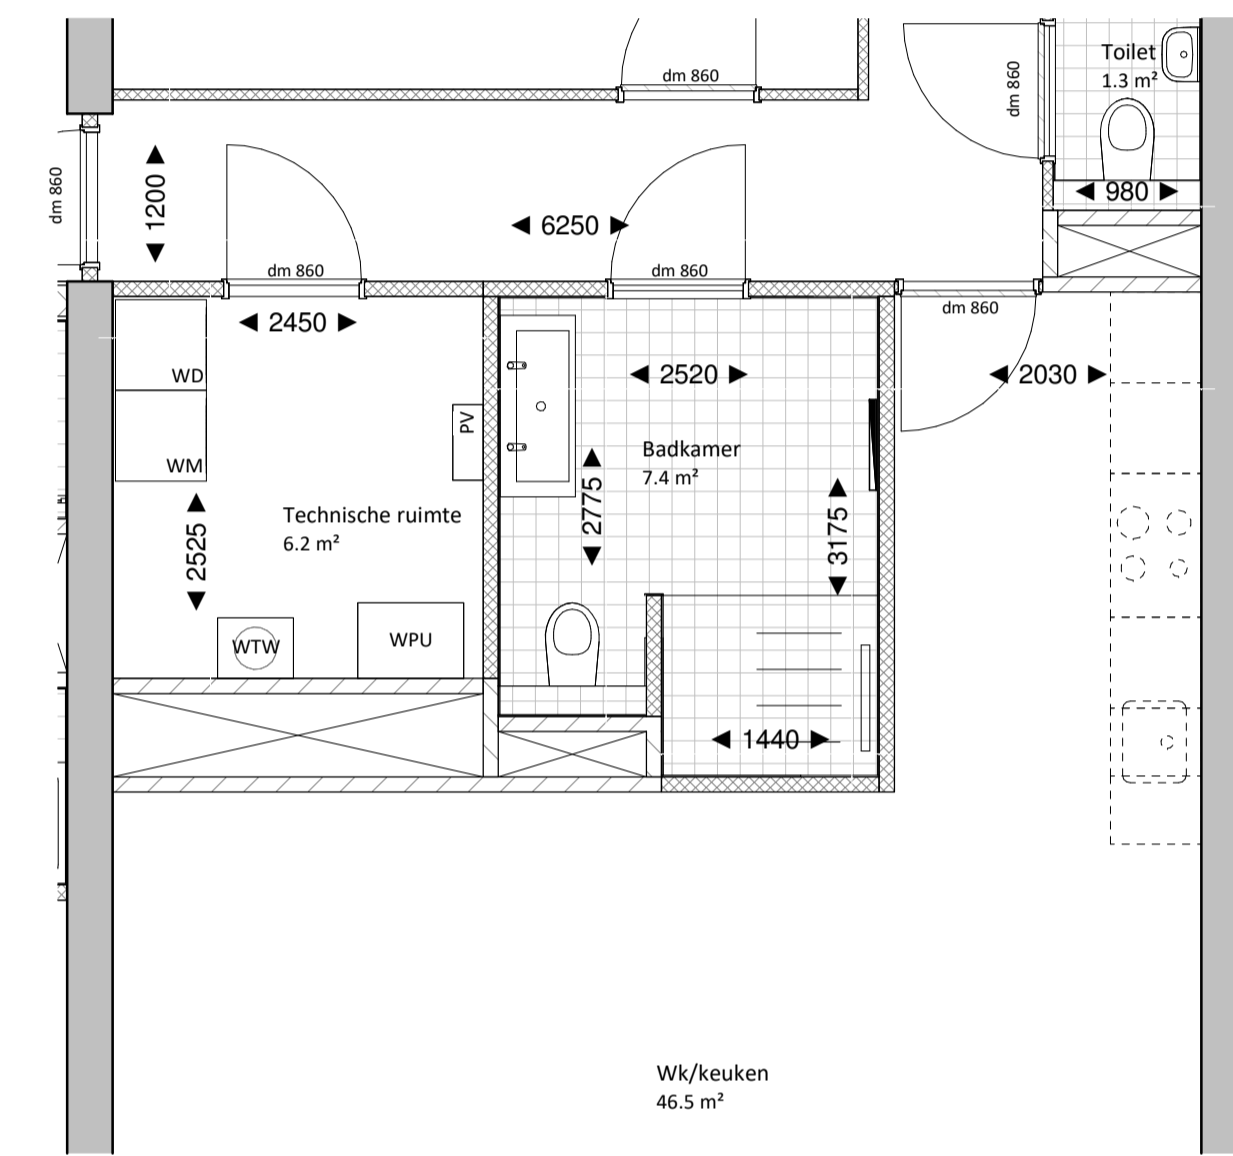 dm 860
dm 860
Toilet
1.3 m²
dm 860
1200
6250
980
dm 860
dm 860
dm 860
2450
2520
2030
WD
WM
PV
Badkamer
7.4 m²
2775
3175
Technische ruimte
6.2 m²
2525
WTW
WPU
1440
Wk/keuken
46.5 m²